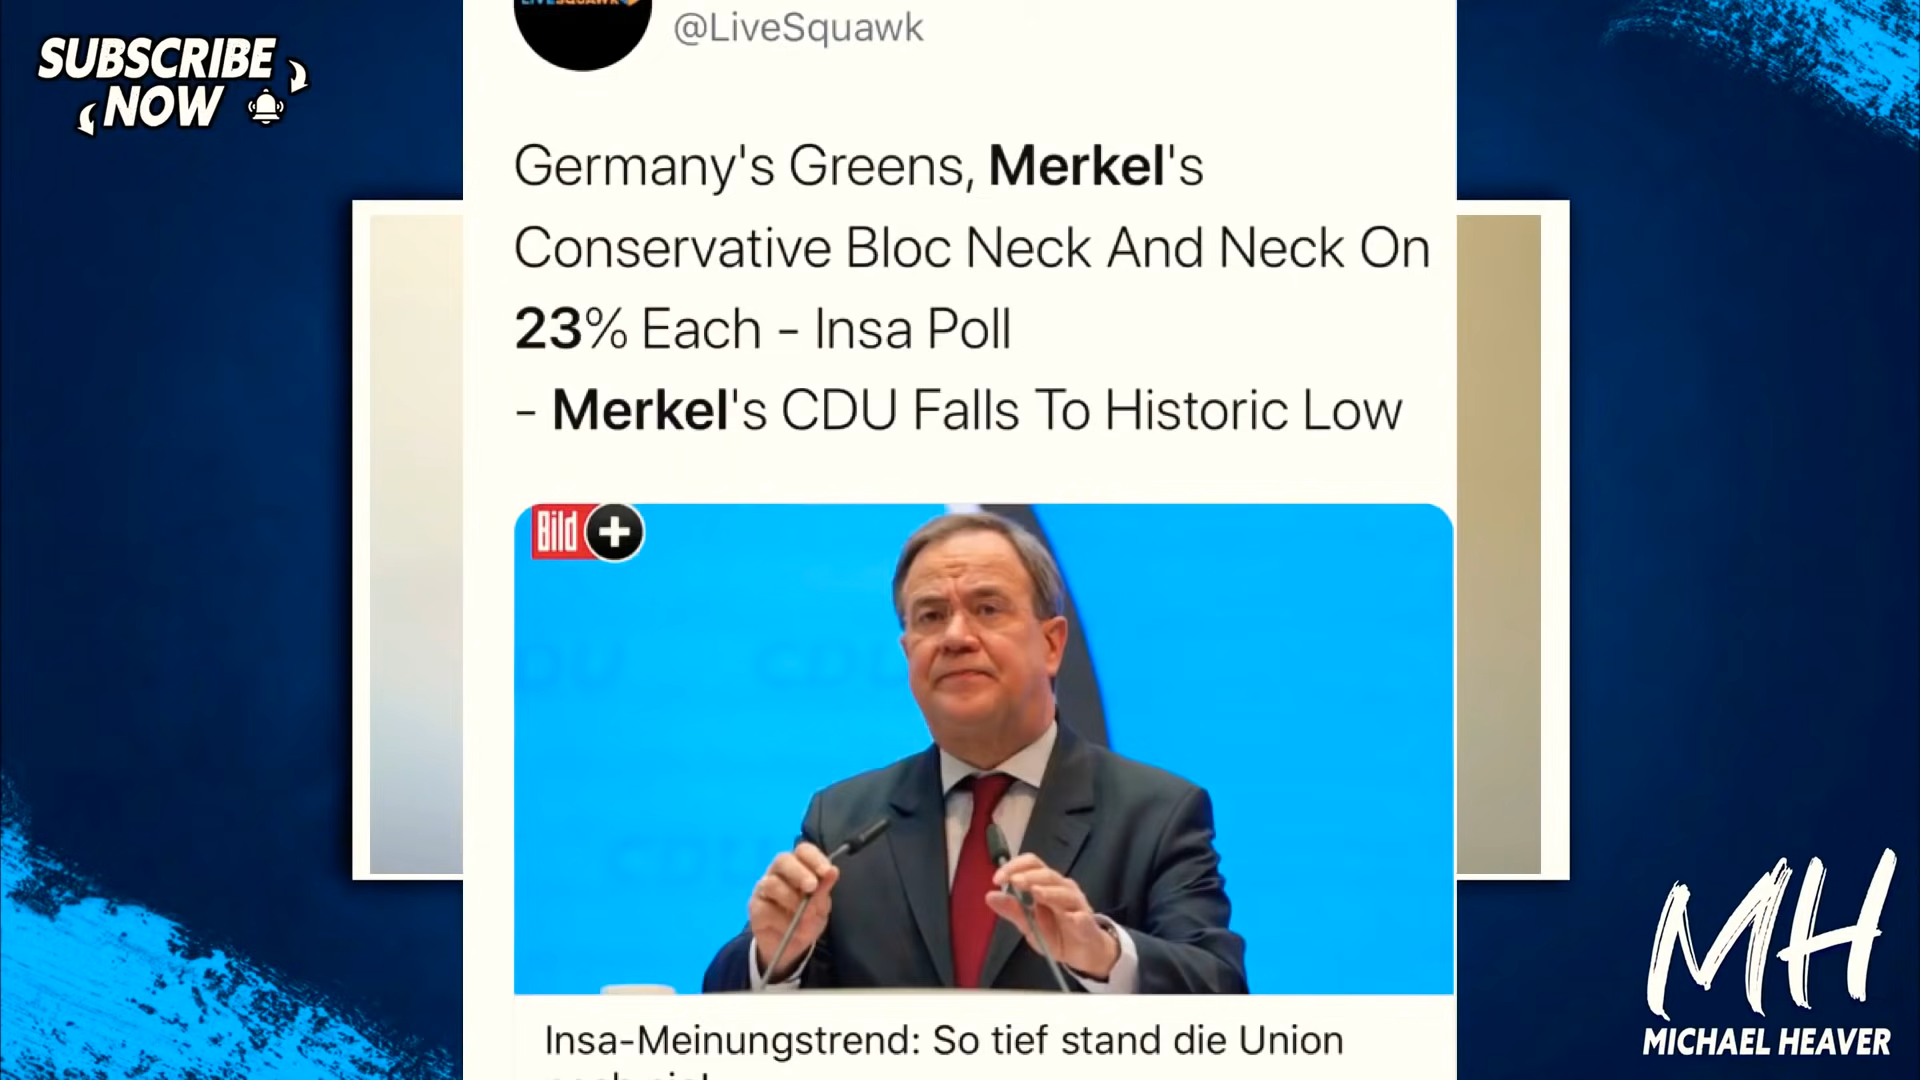 SUBSCRIBE
NOW
@LiveSquawk
Germany's Greens, Merkel's
Conservative Bloc Neck And Neck On
23% Each - Insa Poll
- Merkel's CDU Falls To Historic Low
Bild
CDU
Insa-Meinungstrend: So tief stand die Union
MH
MICHAEL HEAVER